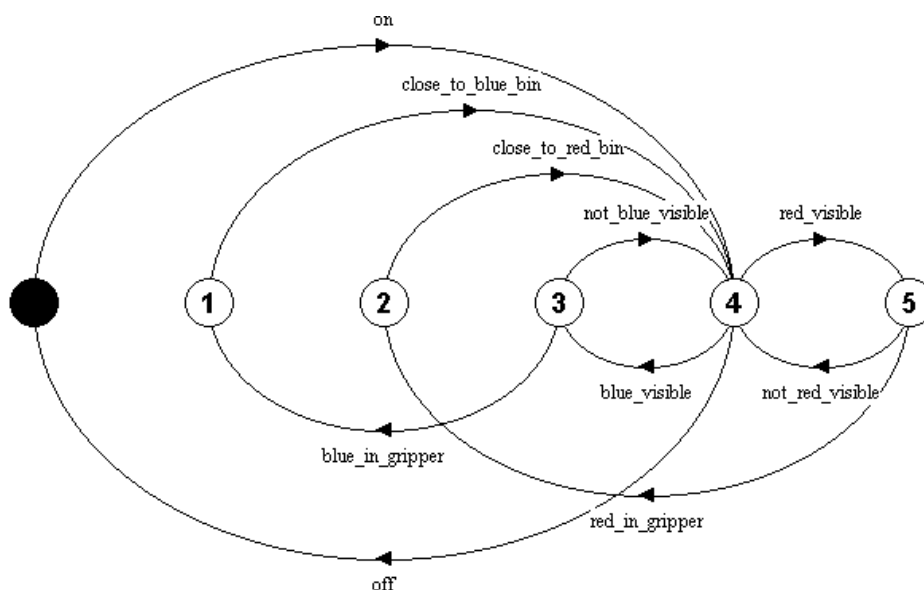 on
close_to_blue_bin
close_to_red_bin
not_blue_visible
red_visible
1
2
3
4
5
blue_visible
not_red_visible
blue_in_gripper
red_in_gripper
off